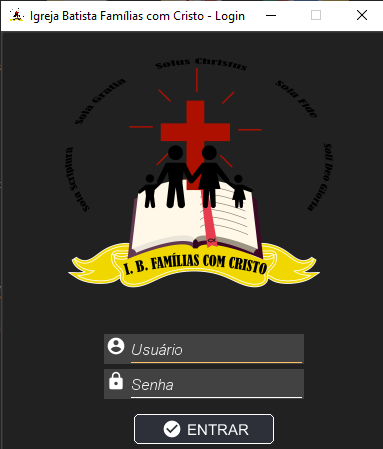 Igreja Batista Famílias com Cristo - Login
Solus Christus
Sola Gratia
Sola Fide
Sola Scriptura
Soli Deo Gloria
I. B. FAMÍLIAS COM CRISTO
Usuário
Senha
ENTRAR